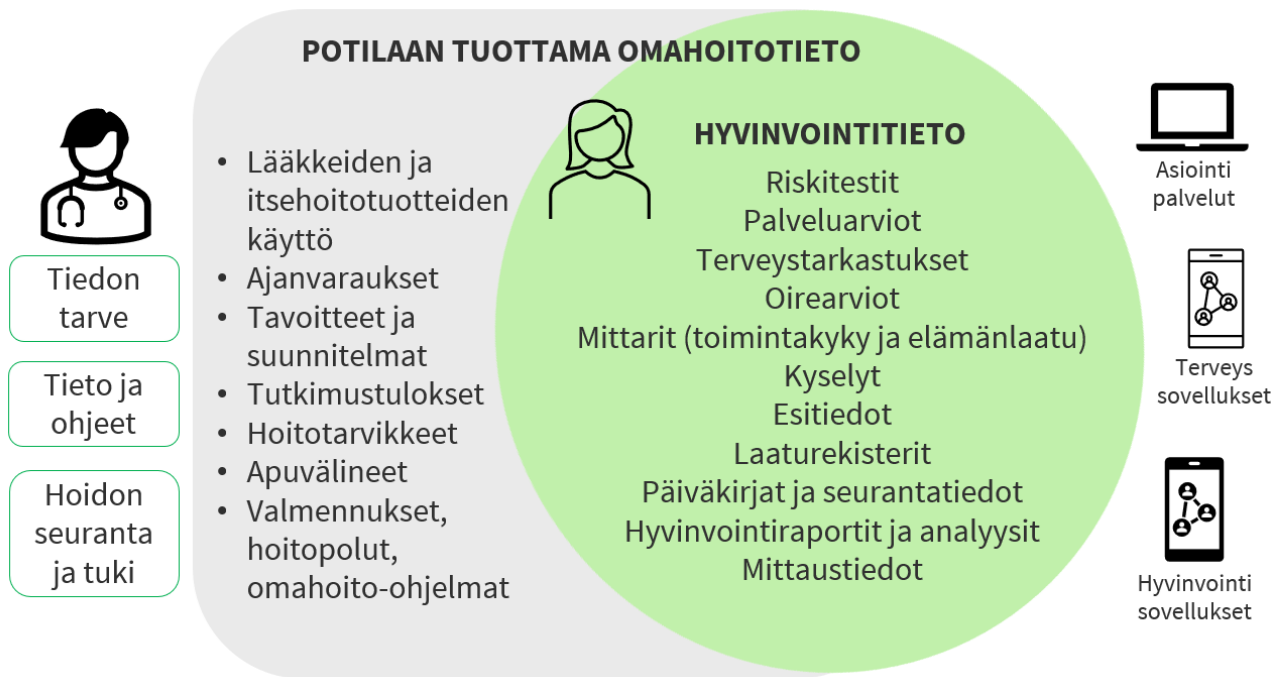 POTILAAN TUOTTAMA OMAHOITOTIETO
Tiedon
tarve
Tieto ja
ohjeet
Hoidon
seuranta
ja tuki
• Lääkkeiden ja
itsehoitotuotteiden
käyttö
• Ajanvaraukset
• Tavoitteet ja
suunnitelmat
• Tutkimustulokset
• Hoitotarvikkeet
• Apuvälineet
• Valmennukset,
hoitopolut,
omahoito-ohjelmat
HYVINVOINTITIETO
Riskitestit
Palveluarviot
Terveystarkastukset
Oirearviot
Mittarit (toimintakyky ja elämänlaatu)
Kyselyt
Esitiedot
Laaturekisterit
Päiväkirjat ja seurantatiedot
Hyvinvointiraportit ja analyysit
Mittaustiedot
Asiointi
palvelut
Terveys
sovellukset
Hyvinvointi
sovellukset